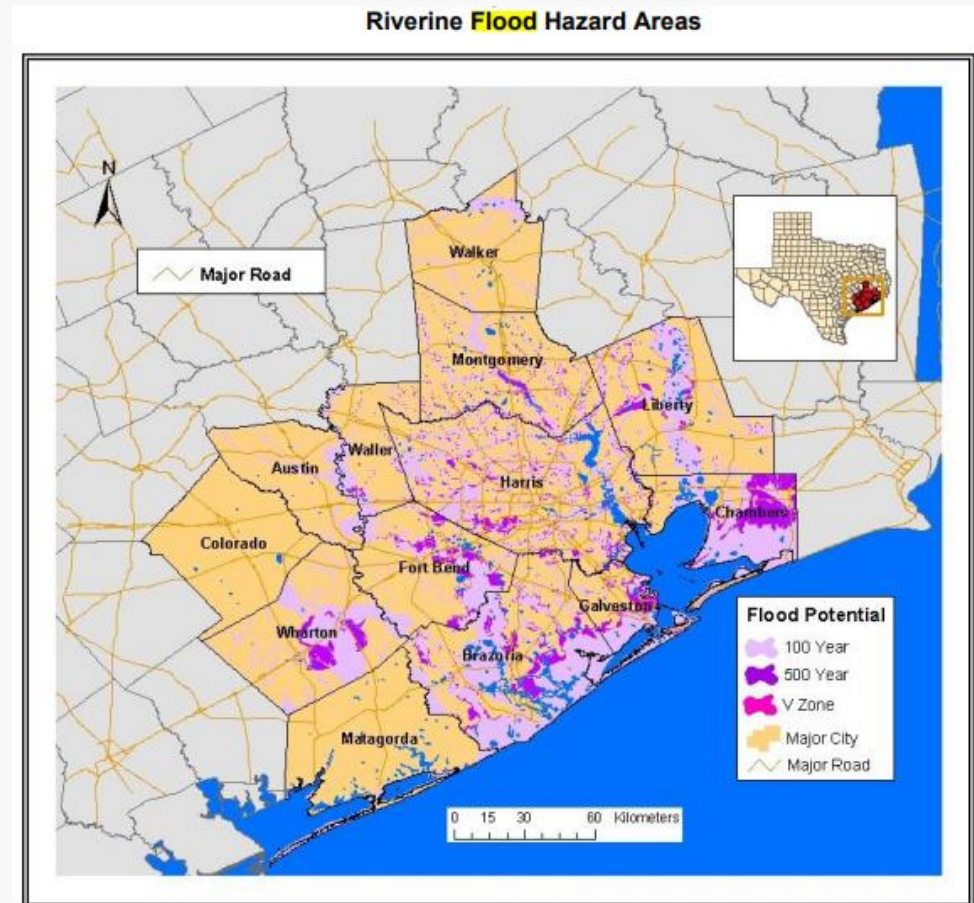 Riverine Flood Hazard Areas
N
Major Road
Walker
Montgomery
Liberty
Waller
Austin
Harris
Chambers
Colorado
Fort Bend
Galveston
Wharton
Brazoria
Matagorda
Flood Potential
100 Year
500 Year
V Zone
Major City
Major Road
0 15 30 60 Kilometers